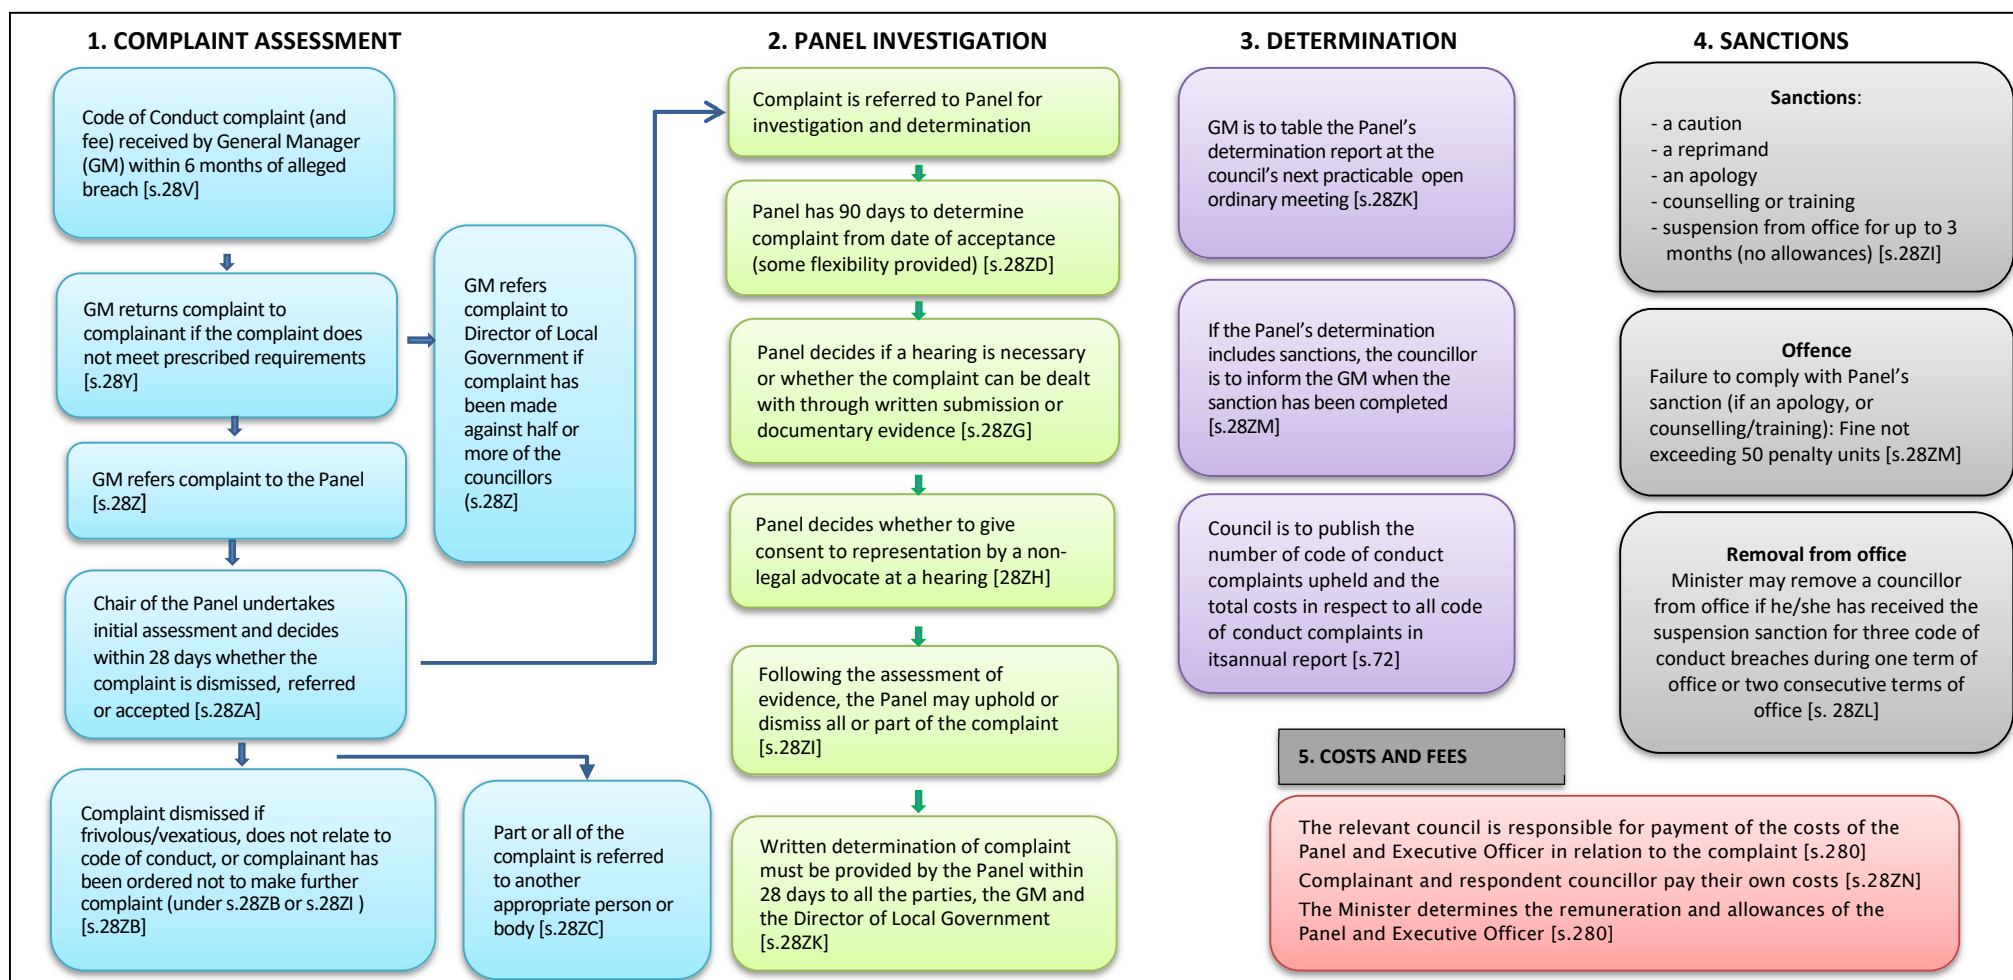 1. COMPLAINT ASSESSMENT
Code of Conduct complaint (and
fee) received by General Manager
(GM) within 6 months of alleged
breach [s.28V]
GM returns complaint to
complainant if the complaint does
not meet prescribed requirements
[s.28Y]
GM refers complaint to the Panel
[s.28Z]
GM refers
complaint to
Director of Local
Government if
complaint has
been made
against half or
more of the
councillors
(s.28Z]
Chair of the Panel undertakes
initial assessment and decides
within 28 days whether the
complaint is dismissed, referred
or accepted [s.28ZA]
Complaint dismissed if
frivolous/vexatious, does not relate to
code of conduct, or complainant has
been ordered not to make further
complaint (under s.28ZB or s.28ZI )
[s.28ZB]
Part or all of the
complaint is referred
to another
appropriate person or
body [s.28ZC]
2. PANEL INVESTIGATION
Complaint is referred to Panel for
investigation and determination
Panel has 90 days to determine
complaint from date of acceptance
(some flexibility provided) [s.28ZD]
Panel decides if a hearing is necessary
or whether the complaint can be dealt
with through written submission or
documentary evidence [s.28ZG]
Panel decides whether to give
consent to representation by a non-
legal advocate at a hearing [28ZH]
Following the assessment of
evidence, the Panel may uphold or
dismiss all or part of the complaint
[s.28ZI]
Written determination of complaint
must be provided by the Panel within
28 days to all the parties, the GM and
the Director of Local Government
[s.28ZK]
3. DETERMINATION
GM is to table the Panel's
determination report at the
council's next practicable open
ordinary meeting [s.28ZK]
If the Panel's determination
includes sanctions, the councillor
is to inform the GM when the
sanction has been completed
[s.28ZM]
Council is to publish the
number of code of conduct
complaints upheld and the
total costs in respect to all code
of conduct complaints in
itsannual report [s.72]
4. SANCTIONS
Sanctions:
- a caution
- a reprimand
- an apology
- counselling or training
- suspension from office for up to 3
months (no allowances) [s.28ZI]
Offence
Failure to comply with Panel's
sanction (if an apology, or
counselling/training): Fine not
exceeding 50 penalty units [s.28ZM]
Removal from office
Minister may remove a councillor
from office if he/she has received the
suspension sanction for three code of
conduct breaches during one term of
office or two consecutive terms of
office [s. 28ZL]
5. COSTS AND FEES
The relevant council is responsible for payment of the costs of the
Panel and Executive Officer in relation to the complaint [s.280]
Complainant and respondent councillor pay their own costs [s.28ZN]
The Minister determines the remuneration and allowances of the
Panel and Executive Officer [s.280]